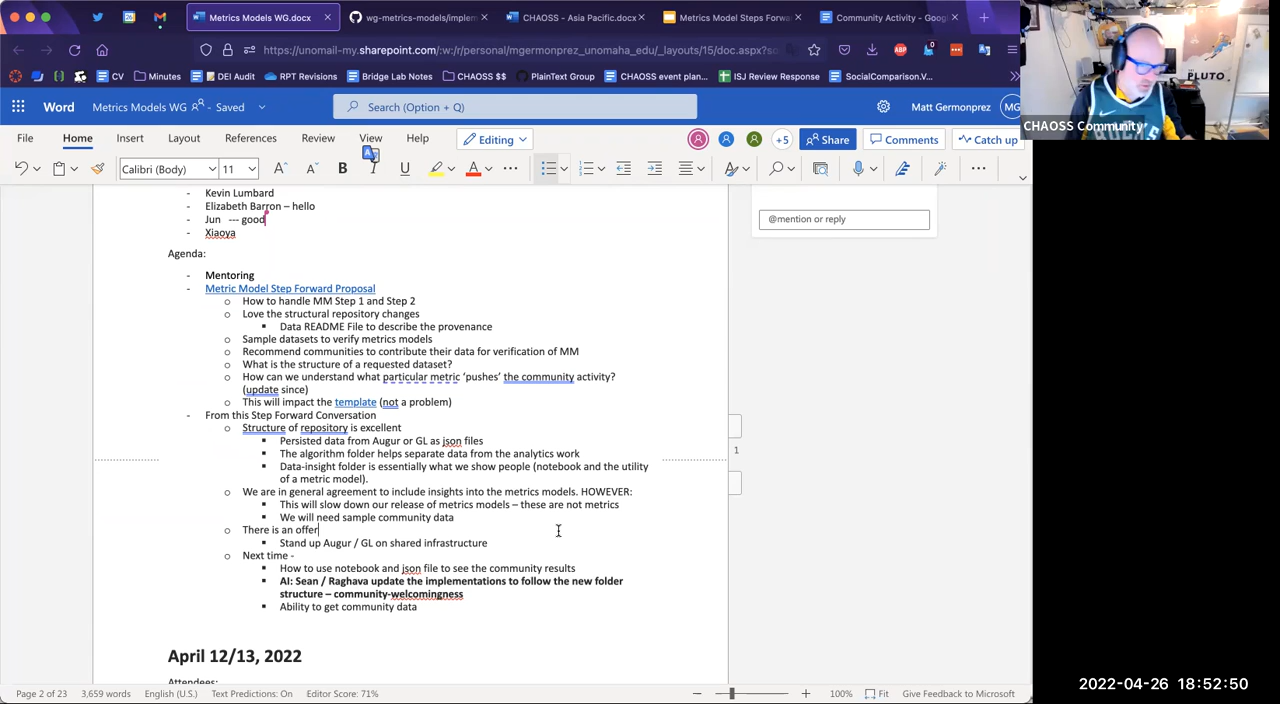 Metrics Models WG.docx
wg-metrics-models/implem
CHAOSS - Asia Pacific.docx
Metrics Model Steps Forwa
Community Activity - Goog
https://unomail-my.sharepoint.com/:w:/r/personal/mgermonprez_unomaha_edu/_layouts/15/doc.aspx?sc
CV
Minutes
DEI Audit
RPT Revisions
Bridge Lab Notes
CHAOSS $$
PlainText Group
CHAOSS event plan...
ISJ Review Response
SocialComparison.V...
PLUTO
Word
Metrics Models WG
- Saved
Search (Option + Q)
Matt Germonprez
MG
CHAOSS Community
File
Home
Insert
Layout
References
Review
View
Help
Editing
+5
Share
Comments
Catch up
Calibri (Body)
11
- Kevin Lumbard
- Elizabeth Barron – hello
- Jun --- good
- Xiaoya
@mention or reply
Agenda:
- Mentoring
- Metric Model Step Forward Proposal
o How to handle MM Step 1 and Step 2
o Love the structural repository changes
▪ Data README File to describe the provenance
o Sample datasets to verify metrics models
o Recommend communities to contribute their data for verification of MM
o What is the structure of a requested dataset?
o How can we understand what particular metric ‘pushes’ the community activity?
(update since)
o This will impact the template (not a problem)
- From this Step Forward Conversation
o Structure of repository is excellent
▪ Persisted data from Augur or GL as json files
▪ The algorithm folder helps separate data from the analytics work
▪ Data-insight folder is essentially what we show people (notebook and the utility
of a metric model).
o We are in general agreement to include insights into the metrics models. HOWEVER:
▪ This will slow down our release of metrics models – these are not metrics
▪ We will need sample community data
o There is an offer
▪ Stand up Augur / GL on shared infrastructure
o Next time -
▪ How to use notebook and json file to see the community results
▪ AI: Sean / Raghava update the implementations to follow the new folder
structure – community-welcomingness
▪ Ability to get community data
1
April 12/13, 2022
Attendees:
Page 2 of 23
3,659 words
English (U.S.)
Text Predictions: On
Editor Score: 71%
100%
Fit
Give Feedback to Microsoft
2022-04-26 18:52:50